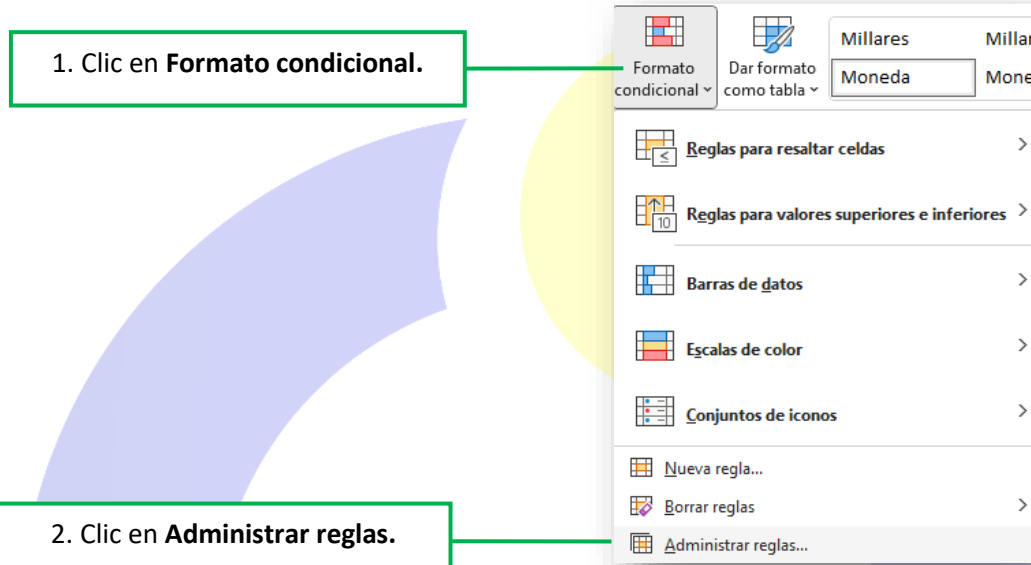 1. Clic en Formato condicional.
Formato
condicional
Dar formato
como tabla
Millares
Moneda
Reglas para resaltar celdas
Reglas para valores superiores e inferiores
10
Barras de datos
Escalas de color
Conjuntos de iconos
Nueva regla...
Borrar reglas
2. Clic en Administrar reglas.
Administrar reglas...